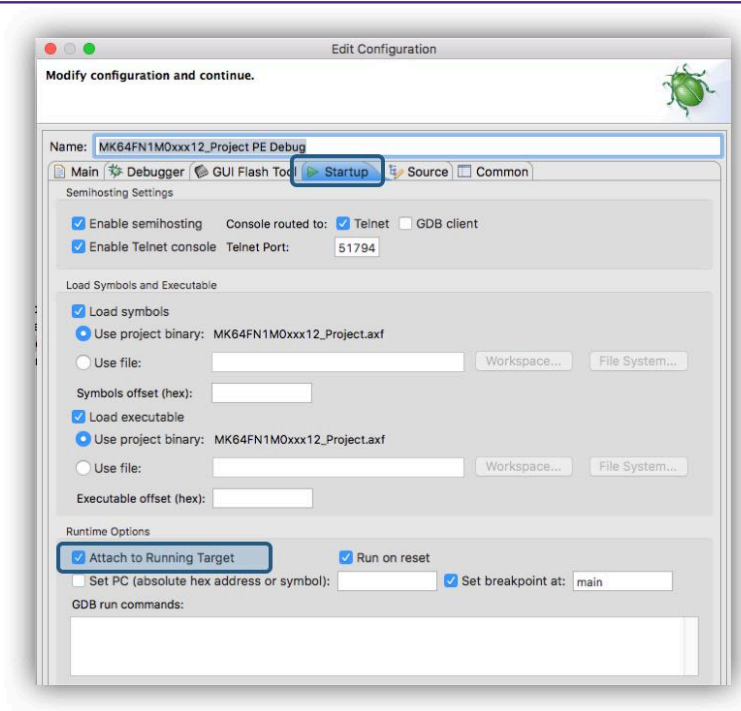 Edit Configuration
Modify configuration and continue.
Name: MK64FN1M0xxx12_Project PE Debug
Main Debugger GUI Flash Tool Startup Source Common
Semihosting Settings
Enable semihosting Console routed to: Telnet GDB client
Enable Telnet console Telnet Port: 51794
Load Symbols and Executable
Load symbols
Use project binary: MK64FN1M0xxx12_Project.axf
Use file: Workspace... File System...
Symbols offset (hex):
Load executable
Use project binary: MK64FN1M0xxx12_Project.axf
Use file: Workspace... File System...
Executable offset (hex):
Runtime Options
Attach to Running Target Run on reset
Set PC (absolute hex address or symbol): Set breakpoint at: main
GDB run commands: